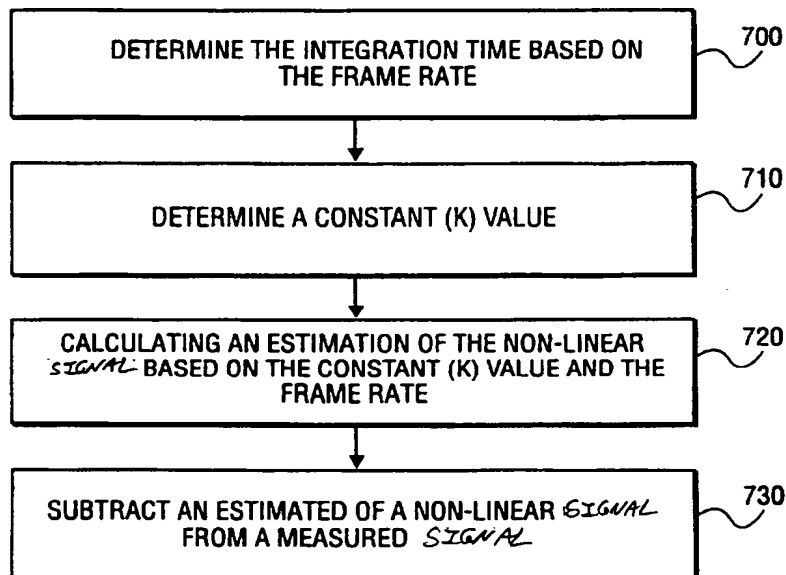 DETERMINE THE INTEGRATION TIME BASED ON
THE FRAME RATE
700
DETERMINE A CONSTANT (K) VALUE
710
CALCULATING AN ESTIMATION OF THE NON-LINEAR
SIGNAL BASED ON THE CONSTANT (K) VALUE AND THE
FRAME RATE
720
SUBTRACT AN ESTIMATED OF A NON-LINEAR SIGNAL
FROM A MEASURED SIGNAL
730